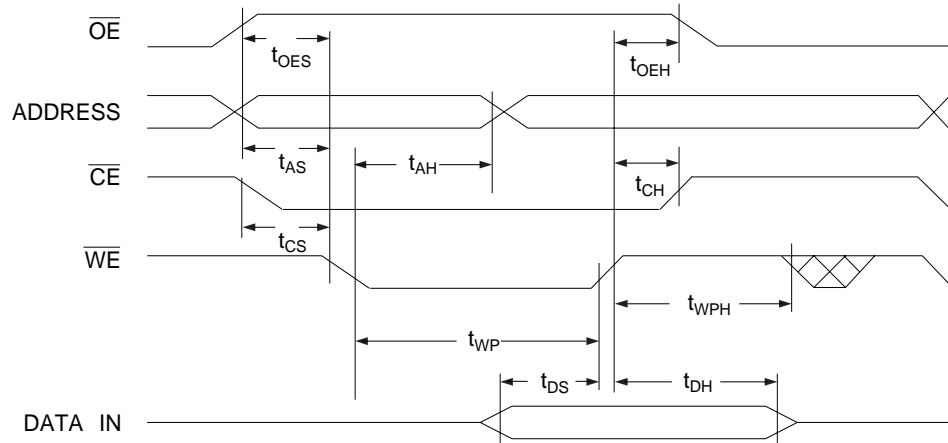 OE
tOES
tOEH
ADDRESS
tAS
tAH
tCH
CE
tCS
WE
tWPH
tWP
tDS
tDH
DATA IN